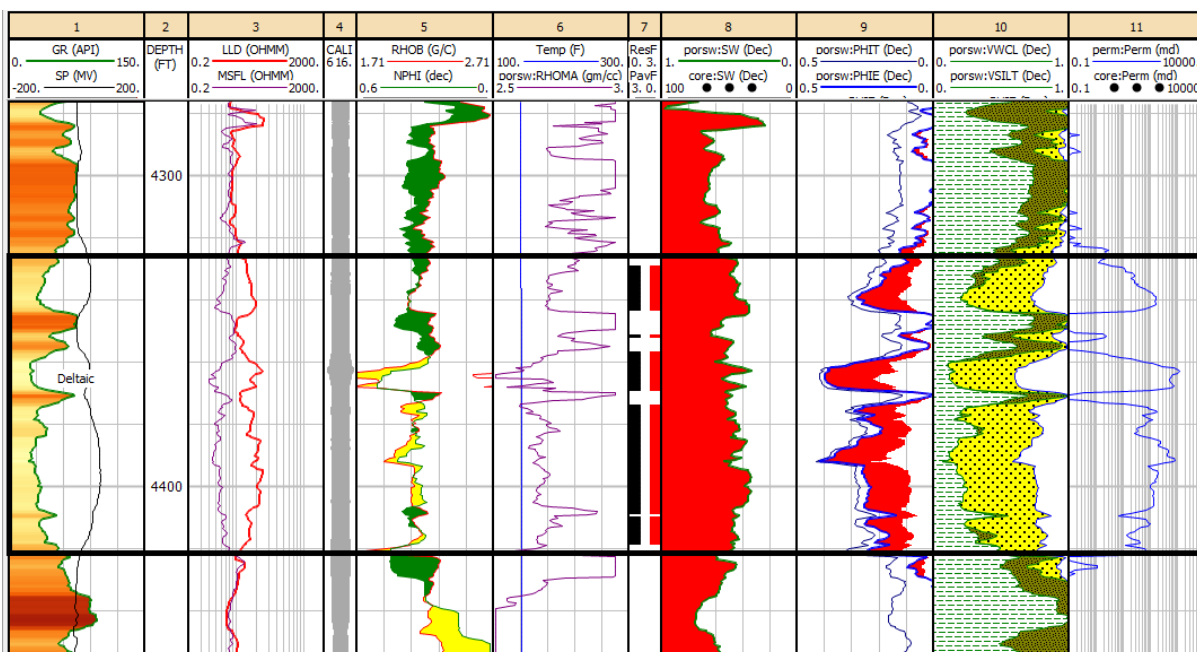 1 2 3 4 5 6 7 8 9 10 11
GR (API) DEPTH LLD (OHMM) CALI RHOB (G/C) Temp (F) ResF porsw:SW (Dec) porsw:PHIT (Dec) porsw:VWCL (Dec) perm:Perm (md)
0. 150. (FT) 0.2 2000. 6 16. 1.71 2.71 100. 300. 0. 3. 1. 0. 0.5 0. 0. 1. 0.1 10000
SP (MV) MSFL (OHMM) NPHI (dec) porsw:RHOMA (gm/cc) PayF core:SW (Dec) porsw:PHIE (Dec) porsw:VSILT (Dec) core:Perm (md)
-200. 200. 0.2 2000. 0.6 0. 2.5 3. 3. 0. 100 0 0.5 0. 0. 1. 0.1 10000
4300
Deltaic
4400